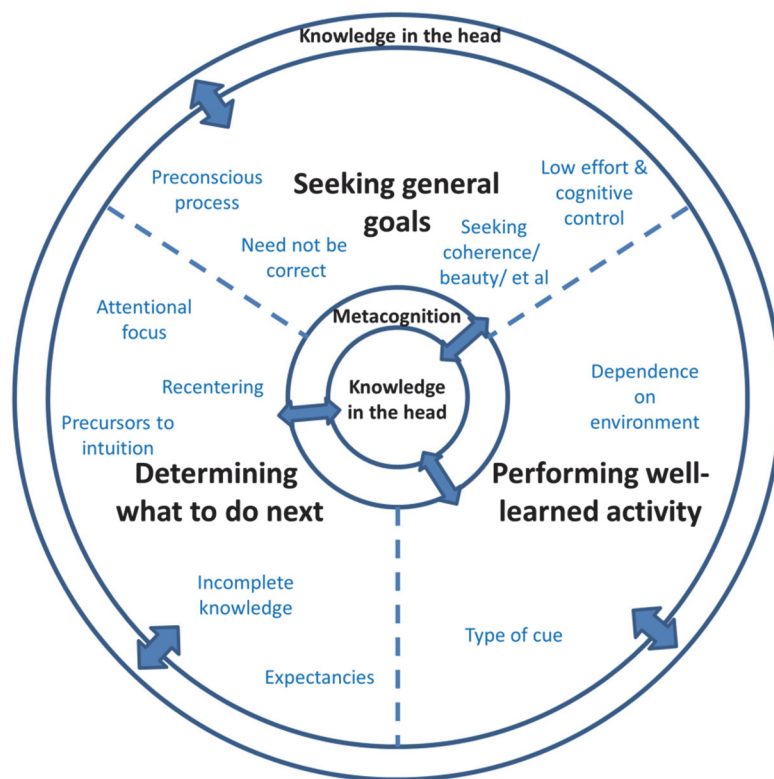 Knowledge in the head
Preconscious
process
Seeking general
goals
Low effort &
cognitive
control
Need not be
correct
Seeking
coherence/
beauty/ et al
Attentional
focus
Metacognition
Recentering
Knowledge
in the head
Dependence
on
environment
Precursors to
intuition
Determining
what to do next
Performing well-
learned activity
Incomplete
knowledge
Type of cue
Expectancies